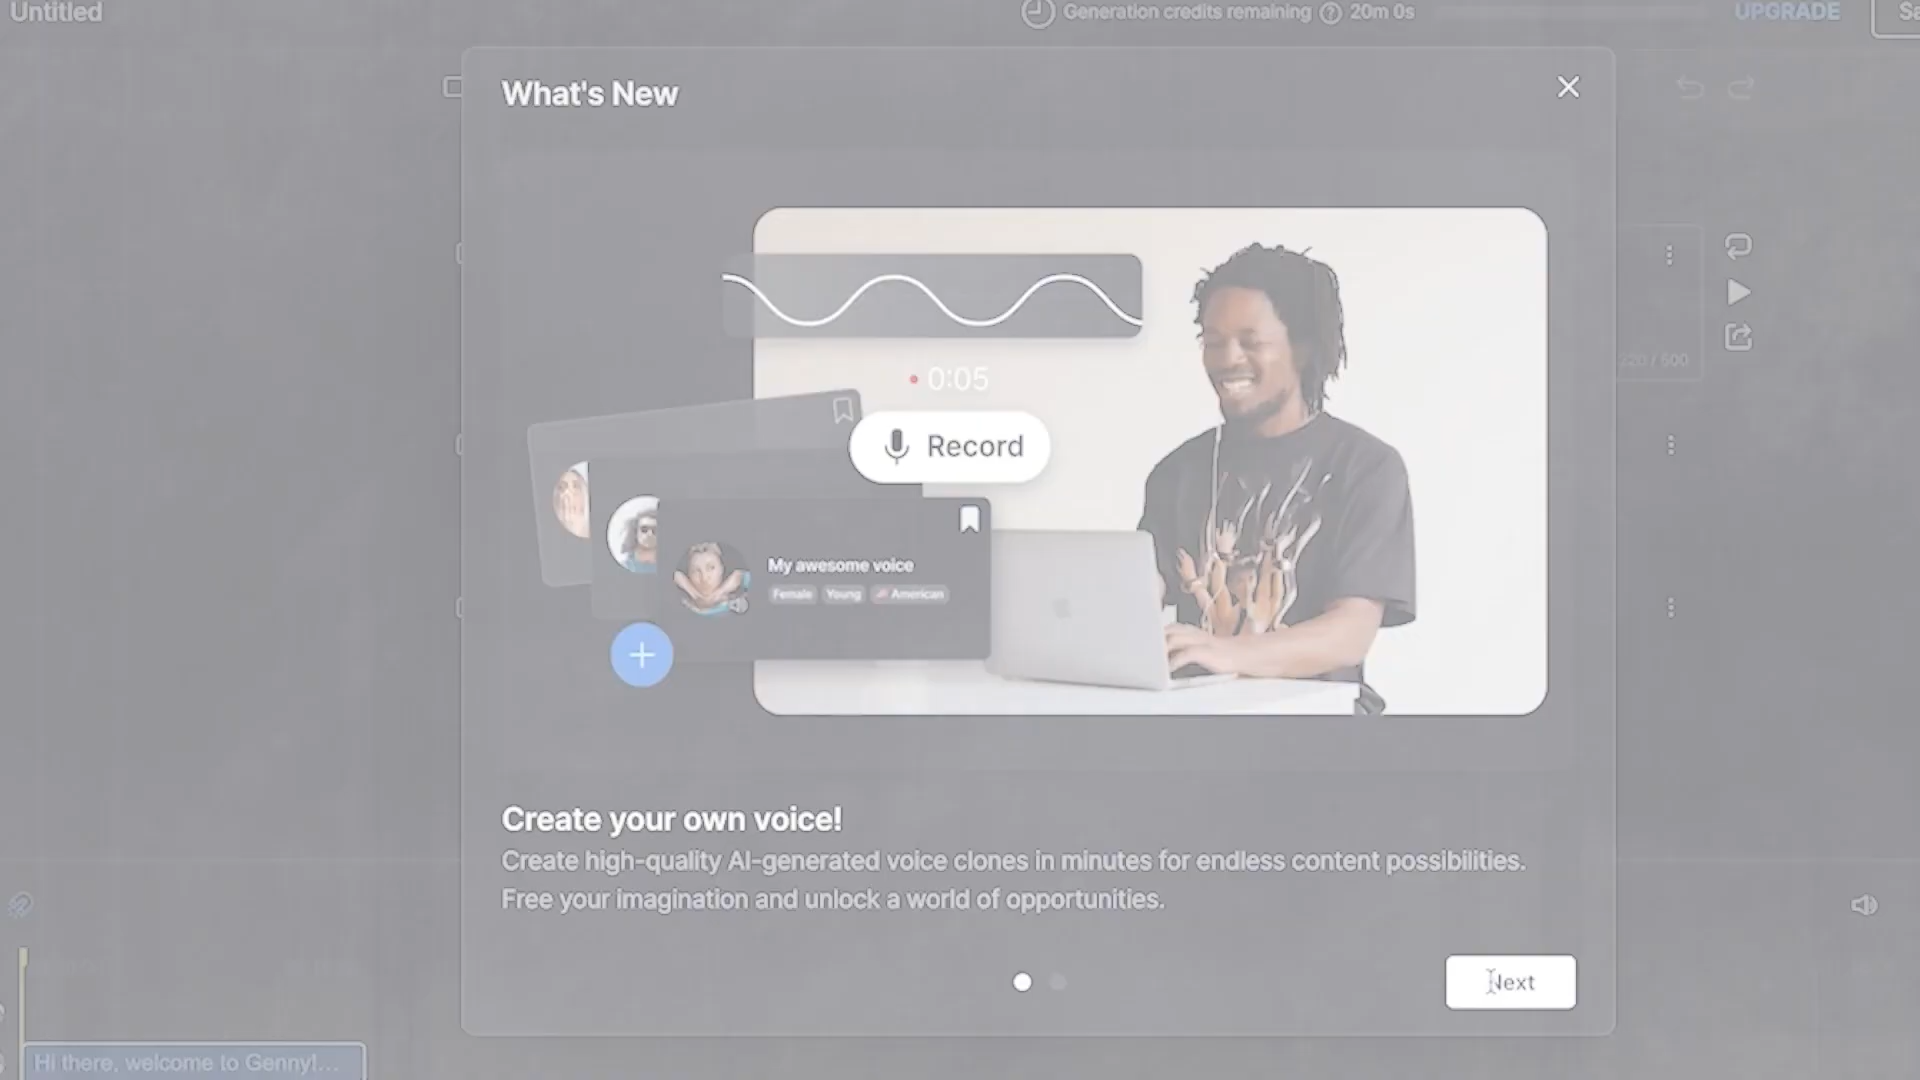 Untitled
Generation credits remaining
20m 0s
UPGRADE
What's New
0:05
Record
My awesome voice
Female
Young
American
220 / 500
Create your own voice!
Create high-quality AI-generated voice clones in minutes for endless content possibilities.
Free your imagination and unlock a world of opportunities.
Next
Hi there, welcome to Genny!...